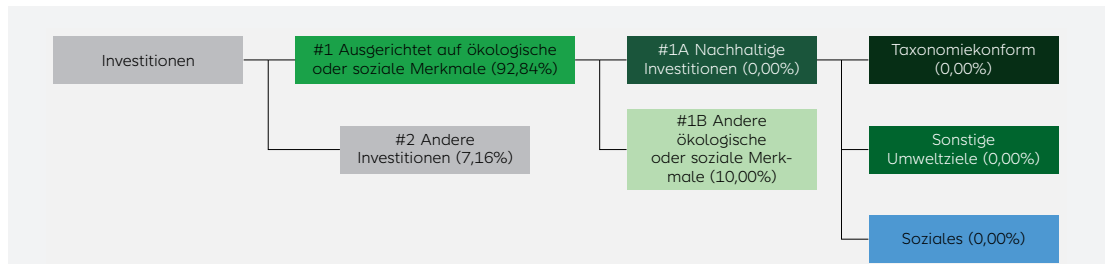 Investitionen
#1 Ausgerichtet auf ökologische
oder soziale Merkmale (92,84%)
#2 Andere
Investitionen (7,16%)
#1A Nachhaltige
Investitionen (0,00%)
#1B Andere
ökologische
oder soziale Merk-
male (10,00%)
Taxonomiekonform
(0,00%)
Sonstige
Umweltziele (0,00%)
Soziales (0,00%)